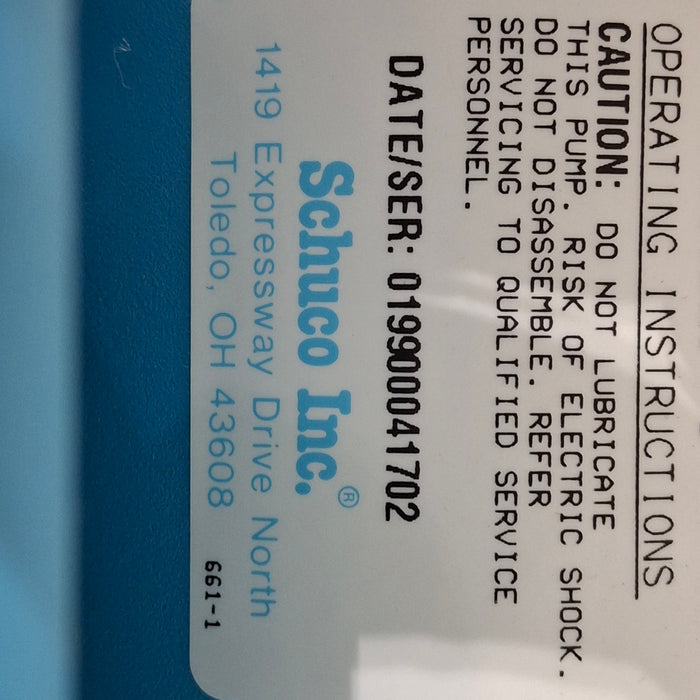 OPERATING INSTRUCTIONS
CAUTION: DO NOT LUBRICATE
THIS PUMP. RISK OF ELECTRIC SHOCK.
DO NOT DISASSEMBLE. REFER
SERVICING TO QUALIFIED SERVICE
PERSONNEL.
DATE/SER: 019900041702
Schuco Inc.®
1419 Expressway Drive North
Toledo, OH 43608
661-1